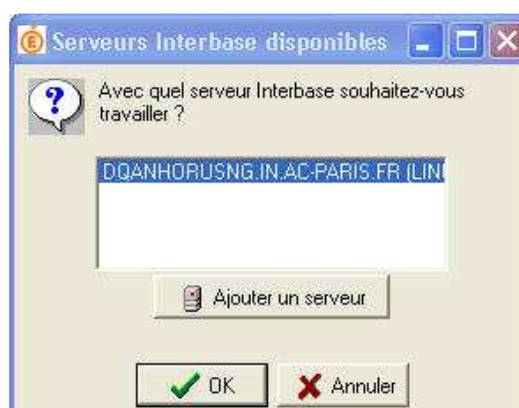 Serveurs Interbase disponibles
Avec quel serveur Interbase souhaitez-vous
travailler ?
DQANHORUSNG.IN.AC-PARIS.FR (LIN
Ajouter un serveur
OK
Annuler